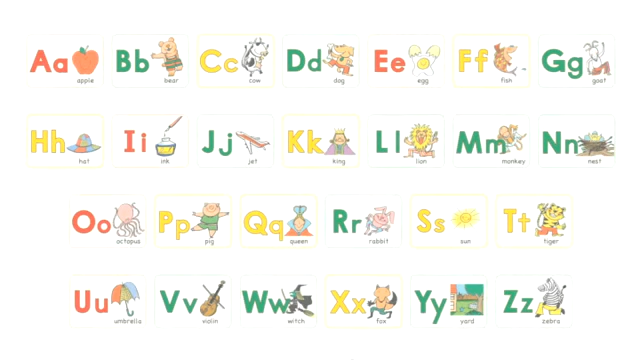 Aa Bb Cc Dd Ee Ff Gg
apple bear cow dog egg fish goat
Hh Ii Jj Kk Ll Mm Nn
hat ink jet king lion monkey nest
Oo Pp Qq Rr Ss Tt
octopus pig queen rabbit sun tiger
Uu Vv Ww Xx Yy Zz
umbrella violin witch fox yard zebra